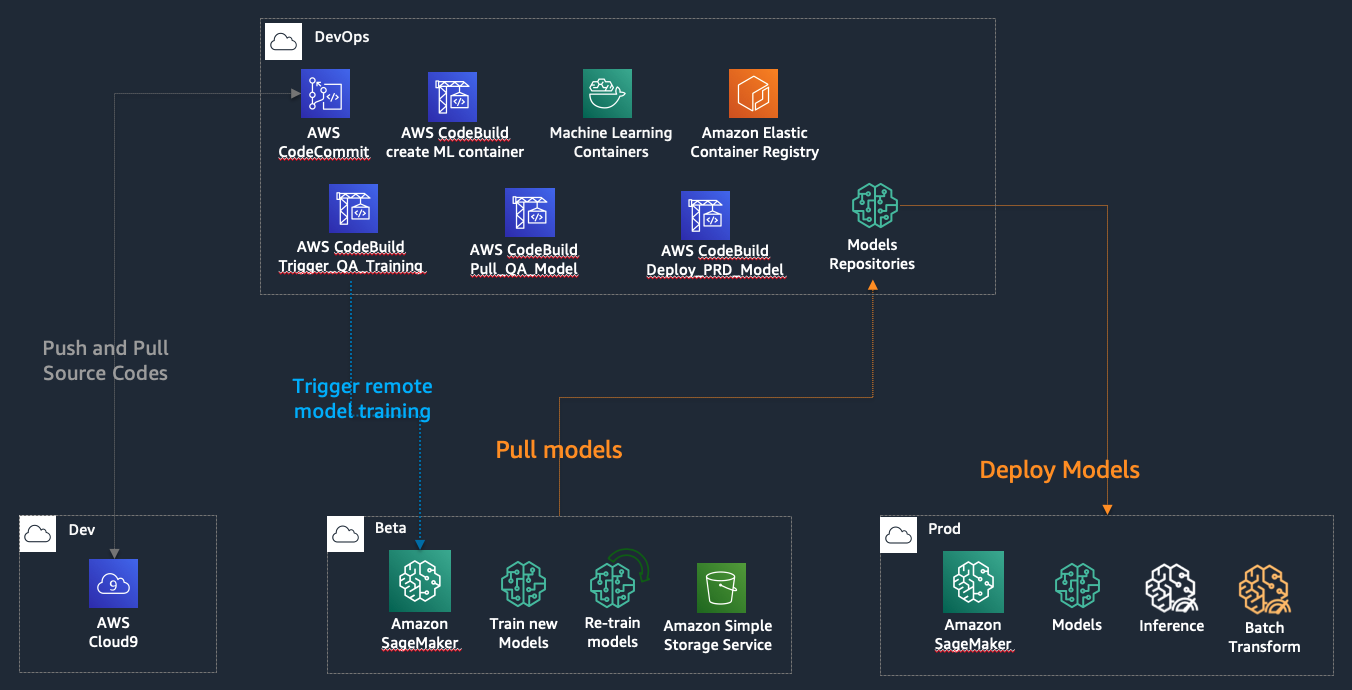 DevOps
AWS
CodeCommit
AWS CodeBuild
create ML container
Machine Learning
Containers
Amazon Elastic
Container Registry
AWS CodeBuild
Trigger_QA_Training
AWS CodeBuild
Pull_QA_Model
AWS CodeBuild
Deploy_PRD_Model
Models
Repositories
Push and Pull
Source Codes
Trigger remote
model training
Pull models
Deploy Models
Dev
9
AWS
Cloud9
Beta
Amazon
SageMaker
Train new
Models
Re-train
models
Amazon Simple
Storage Service
Prod
Amazon
SageMaker
Models
Inference
Batch
Transform